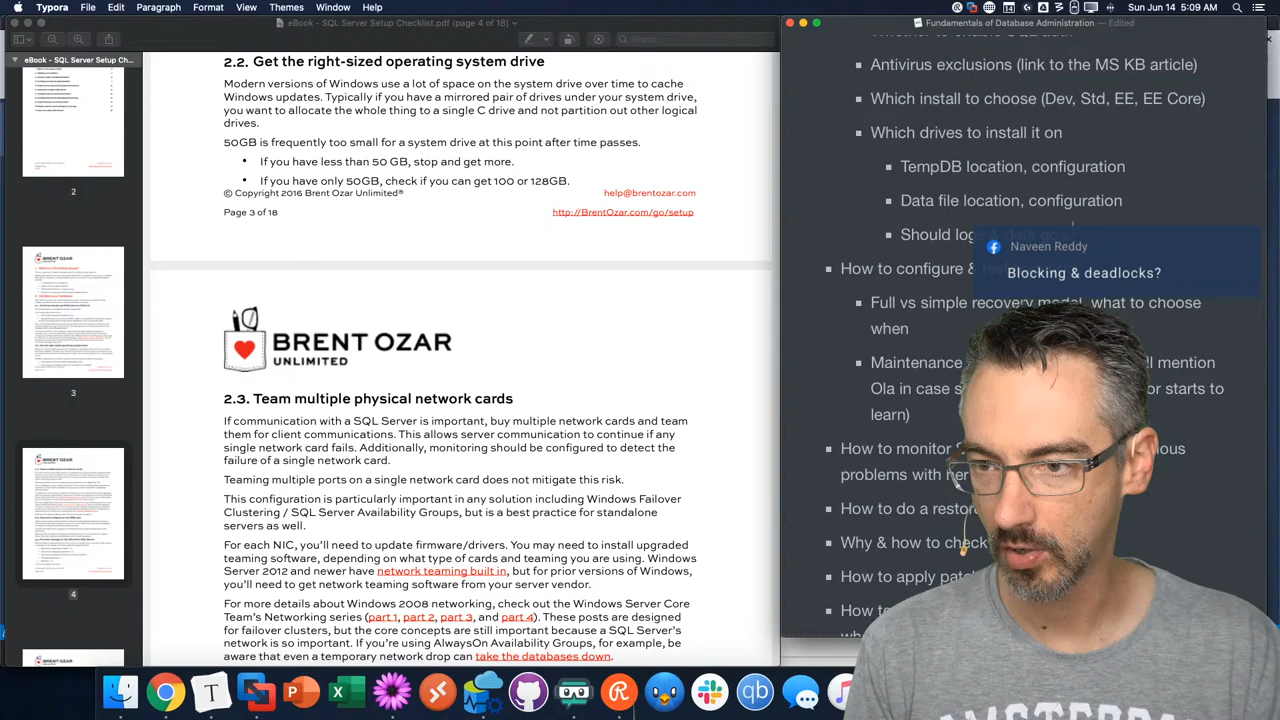 Typora File Edit Paragraph Format View Themes Window Help
Sun Jun 14 5:09 AM
eBook - SQL Server Setup Checklist.pdf (page 4 of 18)
Search
eBook - SQL Server Setup Ch...
2
3
4
2.2. Get the right-sized operating system drive
Modern versions of Windows use a lot of space on the system drive over time to cache
Windows updates. Typically if you have a mirrored pair of drives under your system drive,
you want to allocate the whole thing to a single C drive and not partition out other logical
drives.
50GB is frequently too small for a system drive at this point after time passes.
• If you have less than 50 GB, stop and get more.
• If you have only 50GB, check if you can get 100 or 128GB.
© Copyright 2016 Brent Ozar Unlimited® help@brentozar.com
Page 3 of 18 http://BrentOzar.com/go/setup
BRENT OZAR
UNLIMITED®
2.3. Team multiple physical network cards
If communication with a SQL Server is important, buy multiple network cards and team
them for client communications. This allows server communication to continue if any
single network card fails. Additionally, monitoring should be configured to detect the
failure of a single network card.
Teaming multiple ports on a single network card does not mitigate this risk.
This configuration is particularly important in configurations including Windows Failover
Clustering / SQL Server Availability Groups, but is a best practice for standalone
servers as well.
For each NIC, you'll need to update firmware and drivers. You may need to install upgraded
teaming software, depending on what type of network card teaming you are using. Windows
Server 2012 and newer have network teaming built in, but for prior versions of Windows,
you'll need to get network teaming software from your server vendor.
For more details about Windows 2008 networking, check out the Windows Server Core
Team's Networking series (part 1, part 2, part 3, and part 4). These posts are designed
for failover clusters, but the core concepts are still important because a SQL Server's
network is so important. If you're using AlwaysOn Availability Groups, for example, be
aware that even a temporary network drop can take the databases down.
Fundamentals of Database Administration — Edited
Antivirus exclusions (link to the MS KB article)
Which install to choose (Dev, Std, EE, EE Core)
Which drives to install it on
TempDB location, configuration
Data file location, configuration
Should logs & data go
Naveen Reddy
Blocking & deadlocks?
How to
Full vs simple recovery model, what to
when
mention
Ola in case or starts to
learn)
How to
How to
Why & how check
How to apply
How to